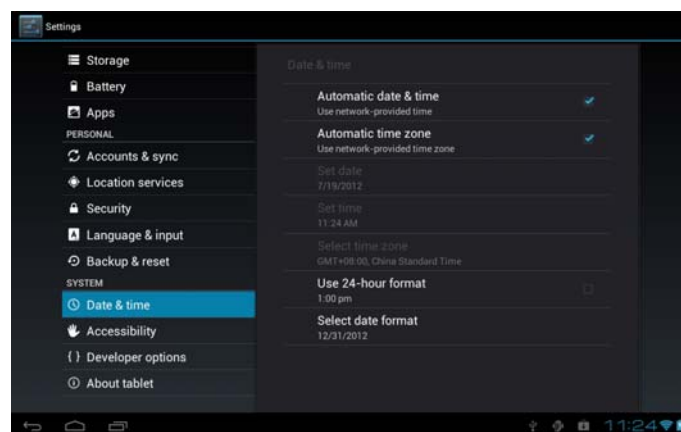 Settings
Storage
Battery
Apps
PERSONAL
Accounts & sync
Location services
Security
Language & input
Backup & reset
SYSTEM
Date & time
Accessibility
{ } Developer options
About tablet
Date & time
Automatic date & time
Use network-provided time
Automatic time zone
Use network-provided time zone
Set date
7/19/2012
Set time
11:24 AM
Select time zone
GMT+08:00, China Standard Time
Use 24-hour format
1:00 pm
Select date format
12/31/2012
11:24